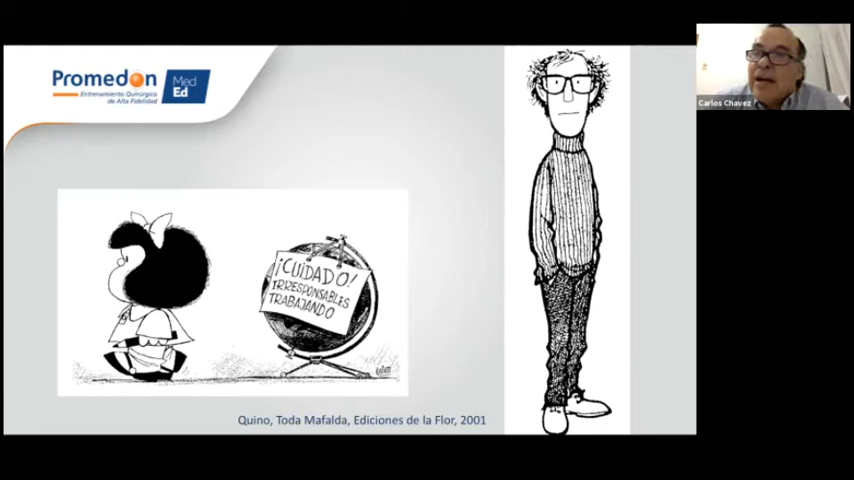 Promedon
Entrenamiento Quirúrgico
de Alta Fidelidad
Med
Ed
Carlos Chavez
¡CUIDADO!
IRRESPONSABLES
TRABAJANDO
Quino, Toda Mafalda, Ediciones de la Flor, 2001